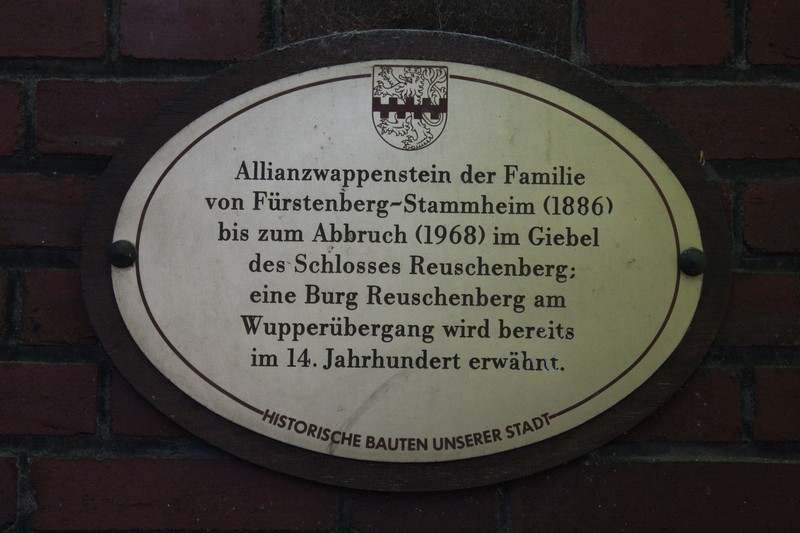 Allianzwappenstein der Familie
von Fürstenberg-Stammheim (1886)
bis zum Abbruch (1968) im Giebel
des Schlosses Reuschenberg;
eine Burg Reuschenberg am
Wupperübergang wird bereits
im 14. Jahrhundert erwähnt.
HISTORISCHE BAUTEN UNSERER STADT